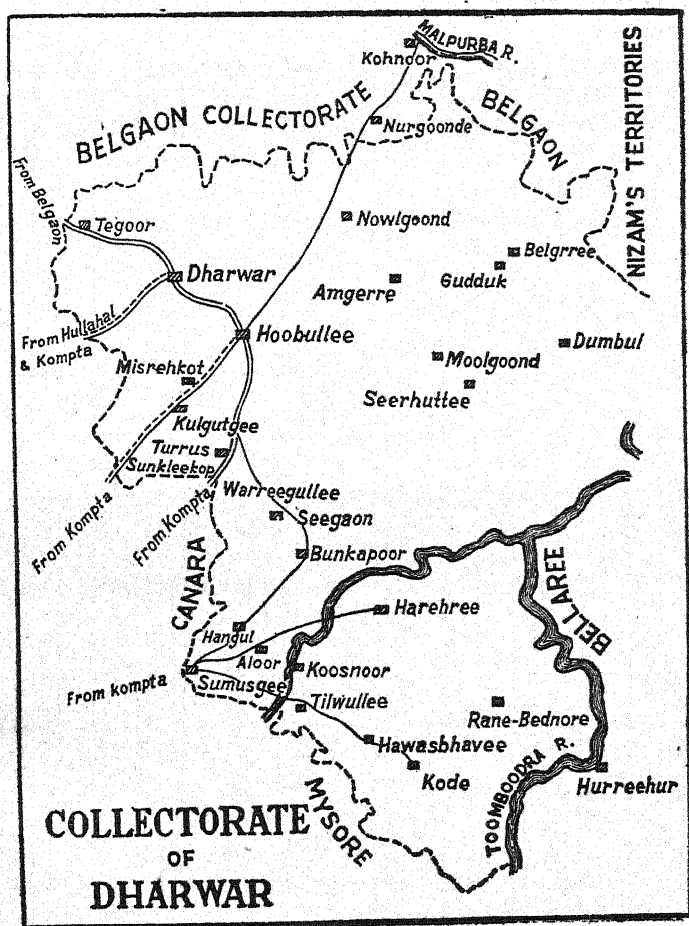 MALPURBA R.
Kohnoor
BELGAON COLLECTORATE
BELGAON
NIZAM'S TERRITORIES
Nurgoonde
From Belgaon
Tegoor
Nowlgoond
Belgrree
Gudduk
Dharwar
Amgerre
From Hullahal
& Kompta
Hoobullee
Dumbul
Moolgoond
Misrehkot
Seerhuttee
Kulgutgee
Turrus
Sunkleekop
From Kompta
From Kompta
Warreegullee
Seegaon
Bunkapoor
CANARA
BELLAREE
Harehree
Hangul
Aloor
Koosnoor
From kompta
Sumusgee
Tilwullee
Rane-Bednore
Hawasbhavee
Kode
TOOMBOODRA R.
Hurreehur
MYSORE
COLLECTORATE
OF
DHARWAR